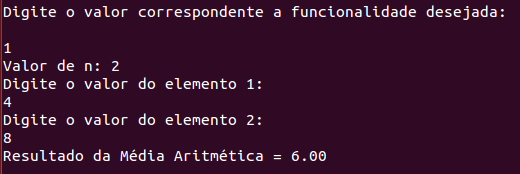 Digite o valor correspondente a funcionalidade desejada:
1
Valor de n: 2
Digite o valor do elemento 1:
4
Digite o valor do elemento 2:
8
Resultado da Média Aritmética = 6.00